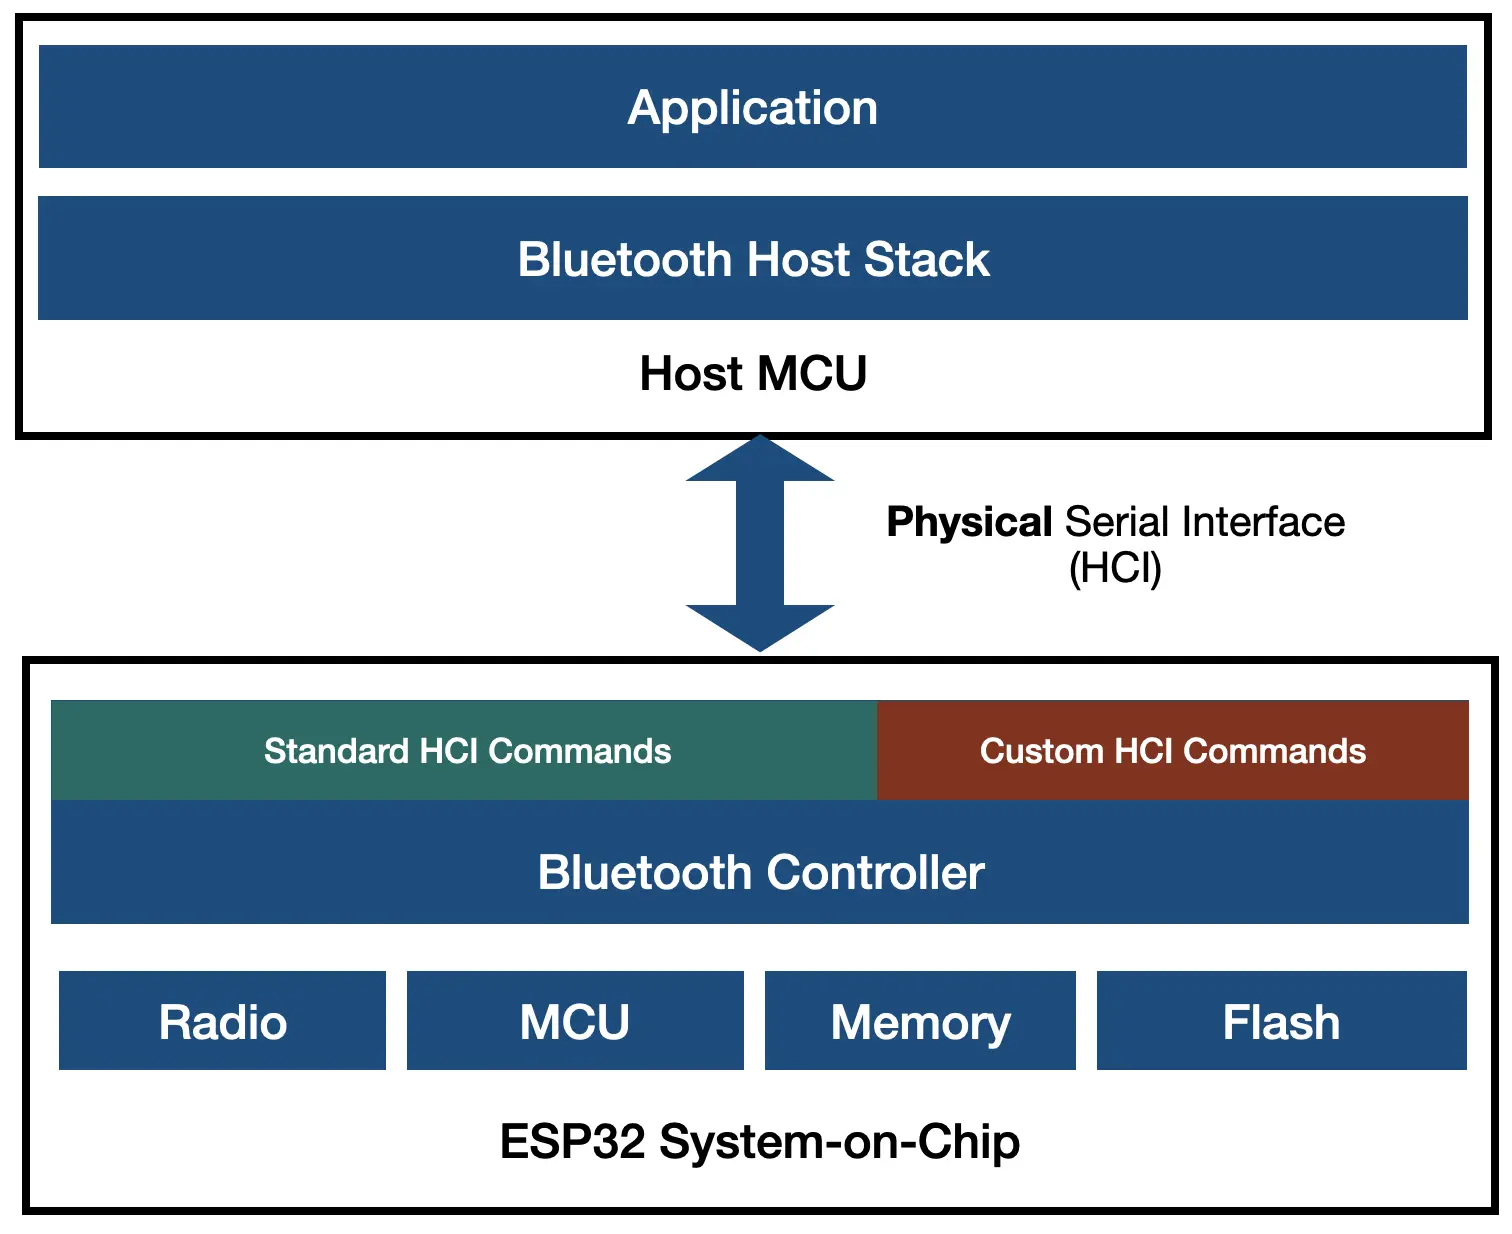 Application
Bluetooth Host Stack
Host MCU
Physical Serial Interface
(HCI)
Standard HCI Commands
Custom HCI Commands
Bluetooth Controller
Radio
MCU
Memory
Flash
ESP32 System-on-Chip